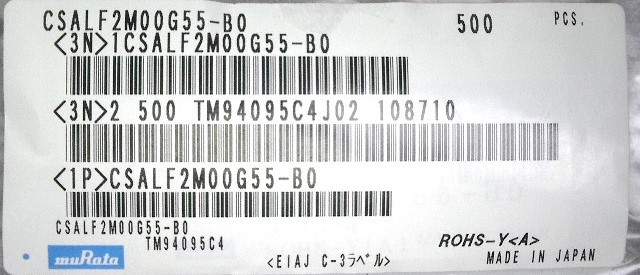 CSALF2M00G55-B0 500 PCS.
<3N>1CSALF2M00G55-B0
<3N>2 500 TM94095C4J02 108710
<1P>CSALF2M00G55-B0
CSALF2M00G55-B0
TM94095C4 ROHS-Y<A>
muRata <EIAJ C-3ラベル> MADE IN JAPAN